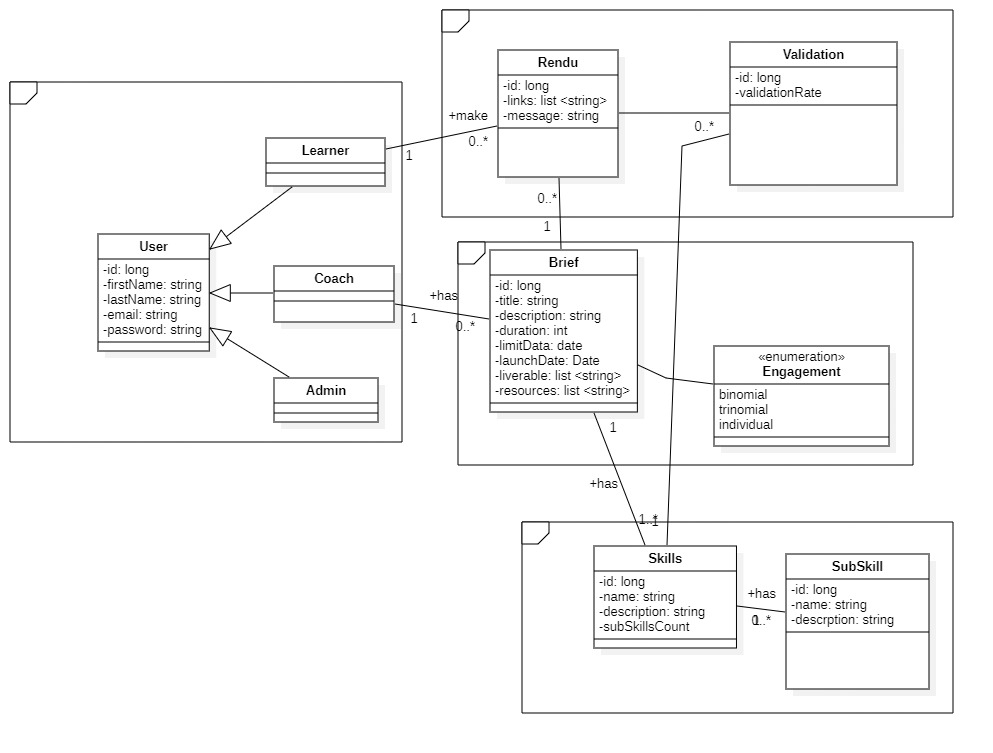 Rendu
-id: long
-links: list <string>
-message: string
Validation
-id: long
-validationRate
+make
0..*
1
0..*
Learner
User
-id: long
-firstName: string
-lastName: string
-email: string
-password: string
Coach
Admin
0..*
1
+has
1
0..*
Brief
-id: long
-title: string
-description: string
-duration: int
-limitData: date
-launchDate: Date
-liverable: list <string>
-resources: list <string>
«enumeration»
Engagement
binomial
trinomial
individual
1
+has
1..*
1
Skills
-id: long
-name: string
-description: string
-subSkillsCount
+has
1
0..*
SubSkill
-id: long
-name: string
-descrption: string